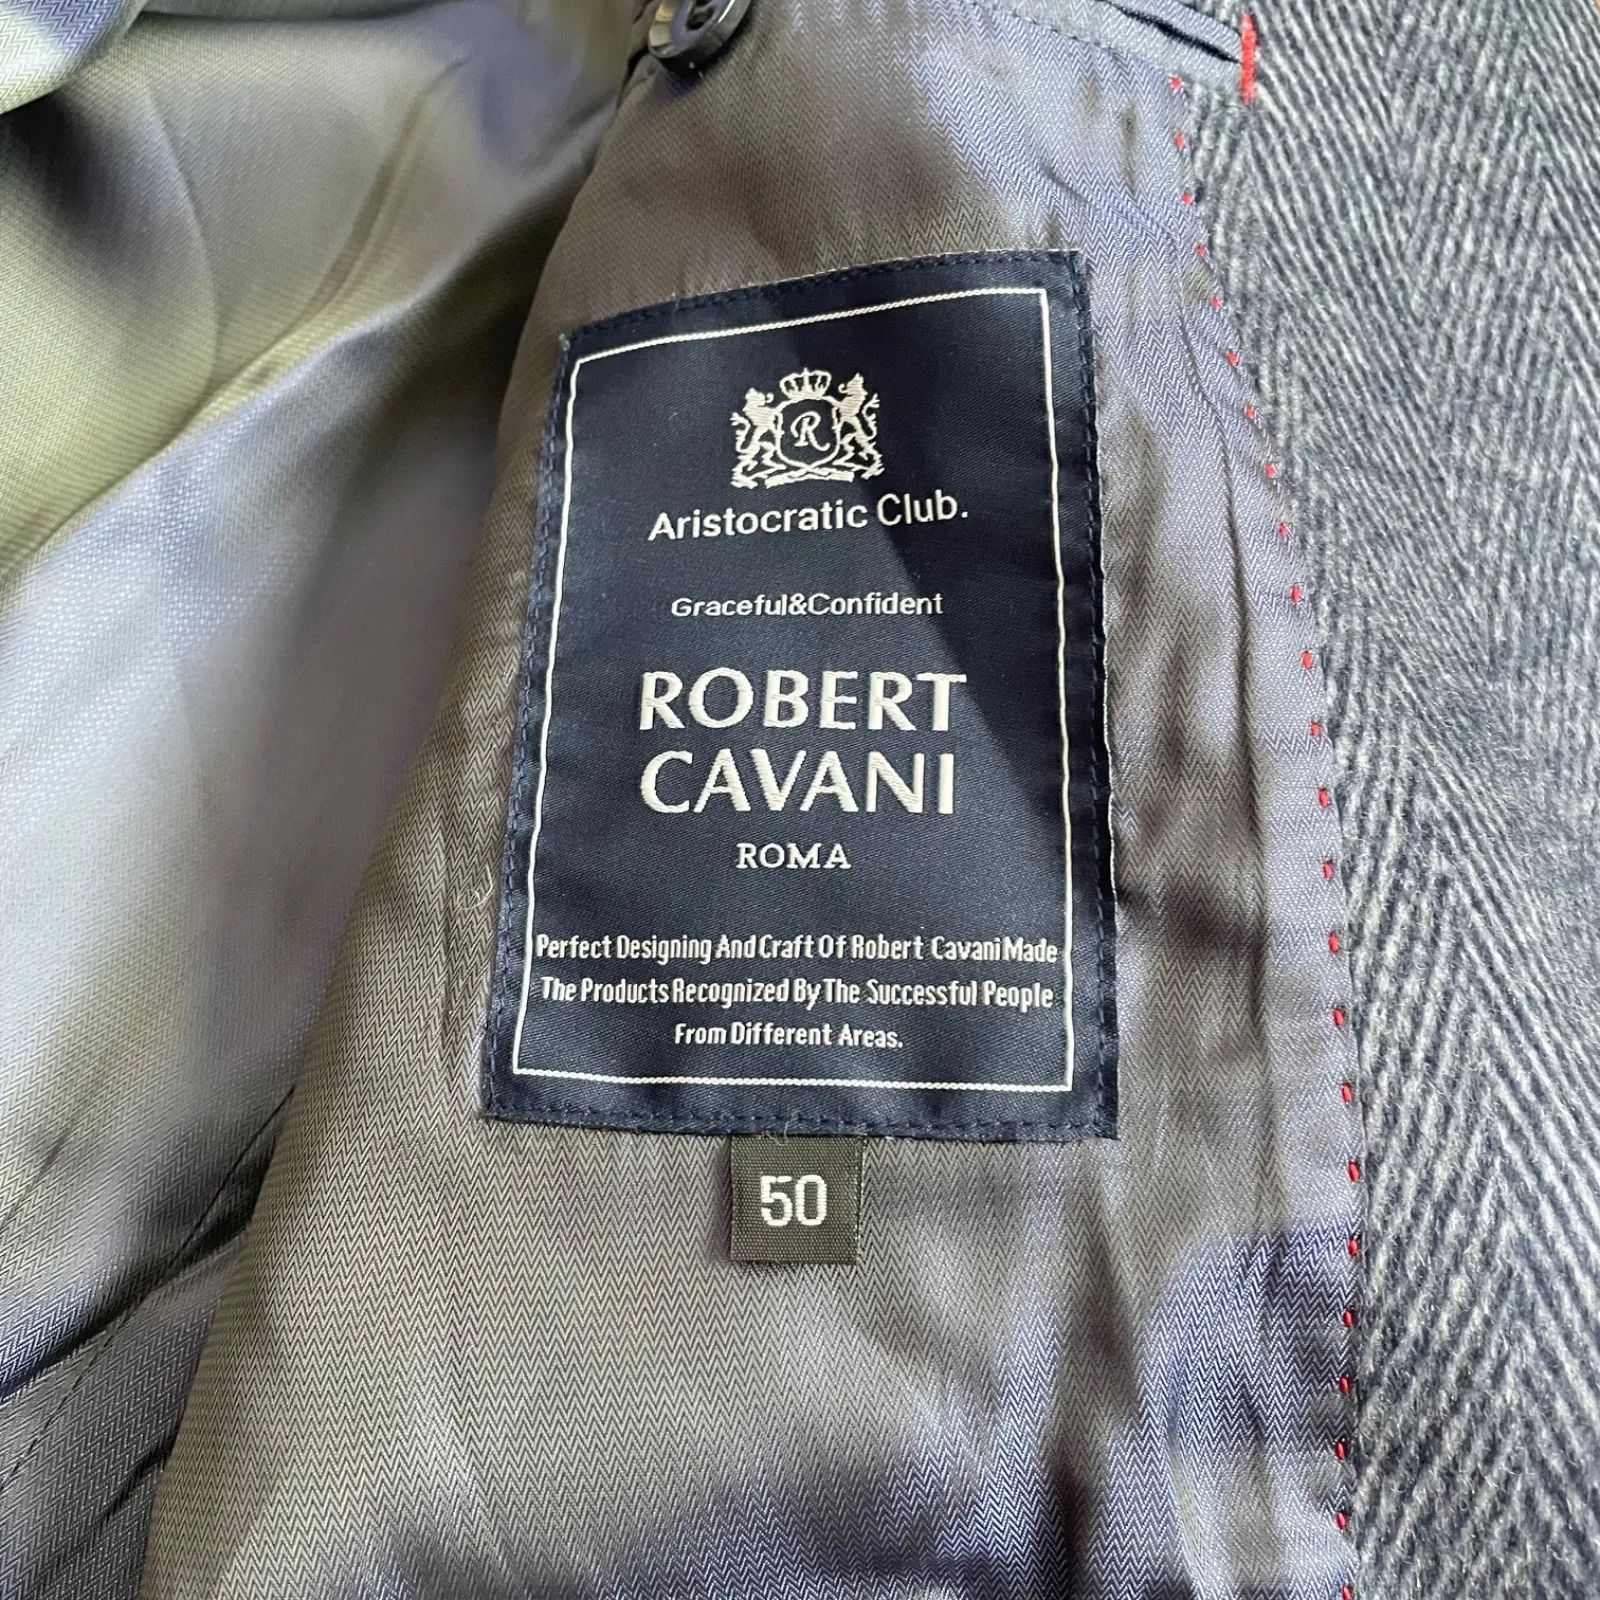 R
Aristocratic Club.
Graceful&Confident
ROBERT
CAVANI
ROMA
Perfect Designing And Craft Of Robert Cavani Made
The Products Recognized By The Successful People
From Different Areas.
50